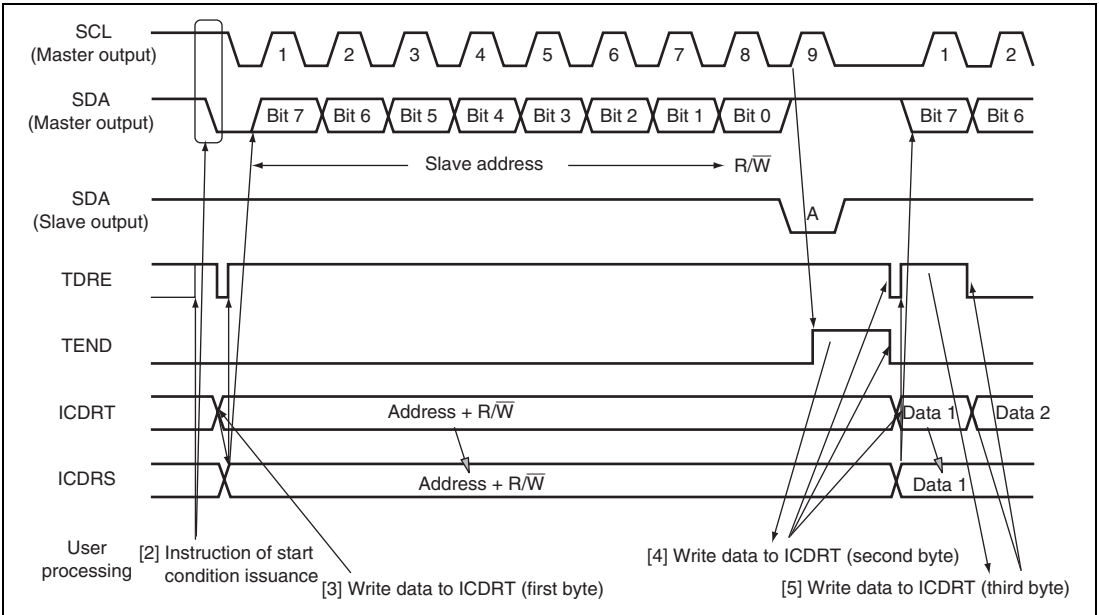 SCL
(Master output)
1 2 3 4 5 6 7 8 9 1 2
SDA
(Master output)
Bit 7 Bit 6 Bit 5 Bit 4 Bit 3 Bit 2 Bit 1 Bit 0 Bit 7 Bit 6
Slave address R/W̅
SDA
(Slave output)
A
TDRE
TEND
ICDRT
Address + R/W̅ Data 1 Data 2
ICDRS
Address + R/W̅ Data 1
User
processing
[2] Instruction of start
condition issuance
[3] Write data to ICDRT (first byte)
[4] Write data to ICDRT (second byte)
[5] Write data to ICDRT (third byte)